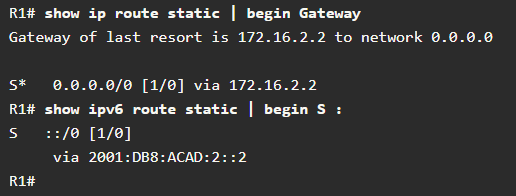 R1# show ip route static | begin Gateway
Gateway of last resort is 172.16.2.2 to network 0.0.0.0

S*   0.0.0.0/0 [1/0] via 172.16.2.2
R1# show ipv6 route static | begin S :
S   ::/0 [1/0]
     via 2001:DB8:ACAD:2::2
R1#